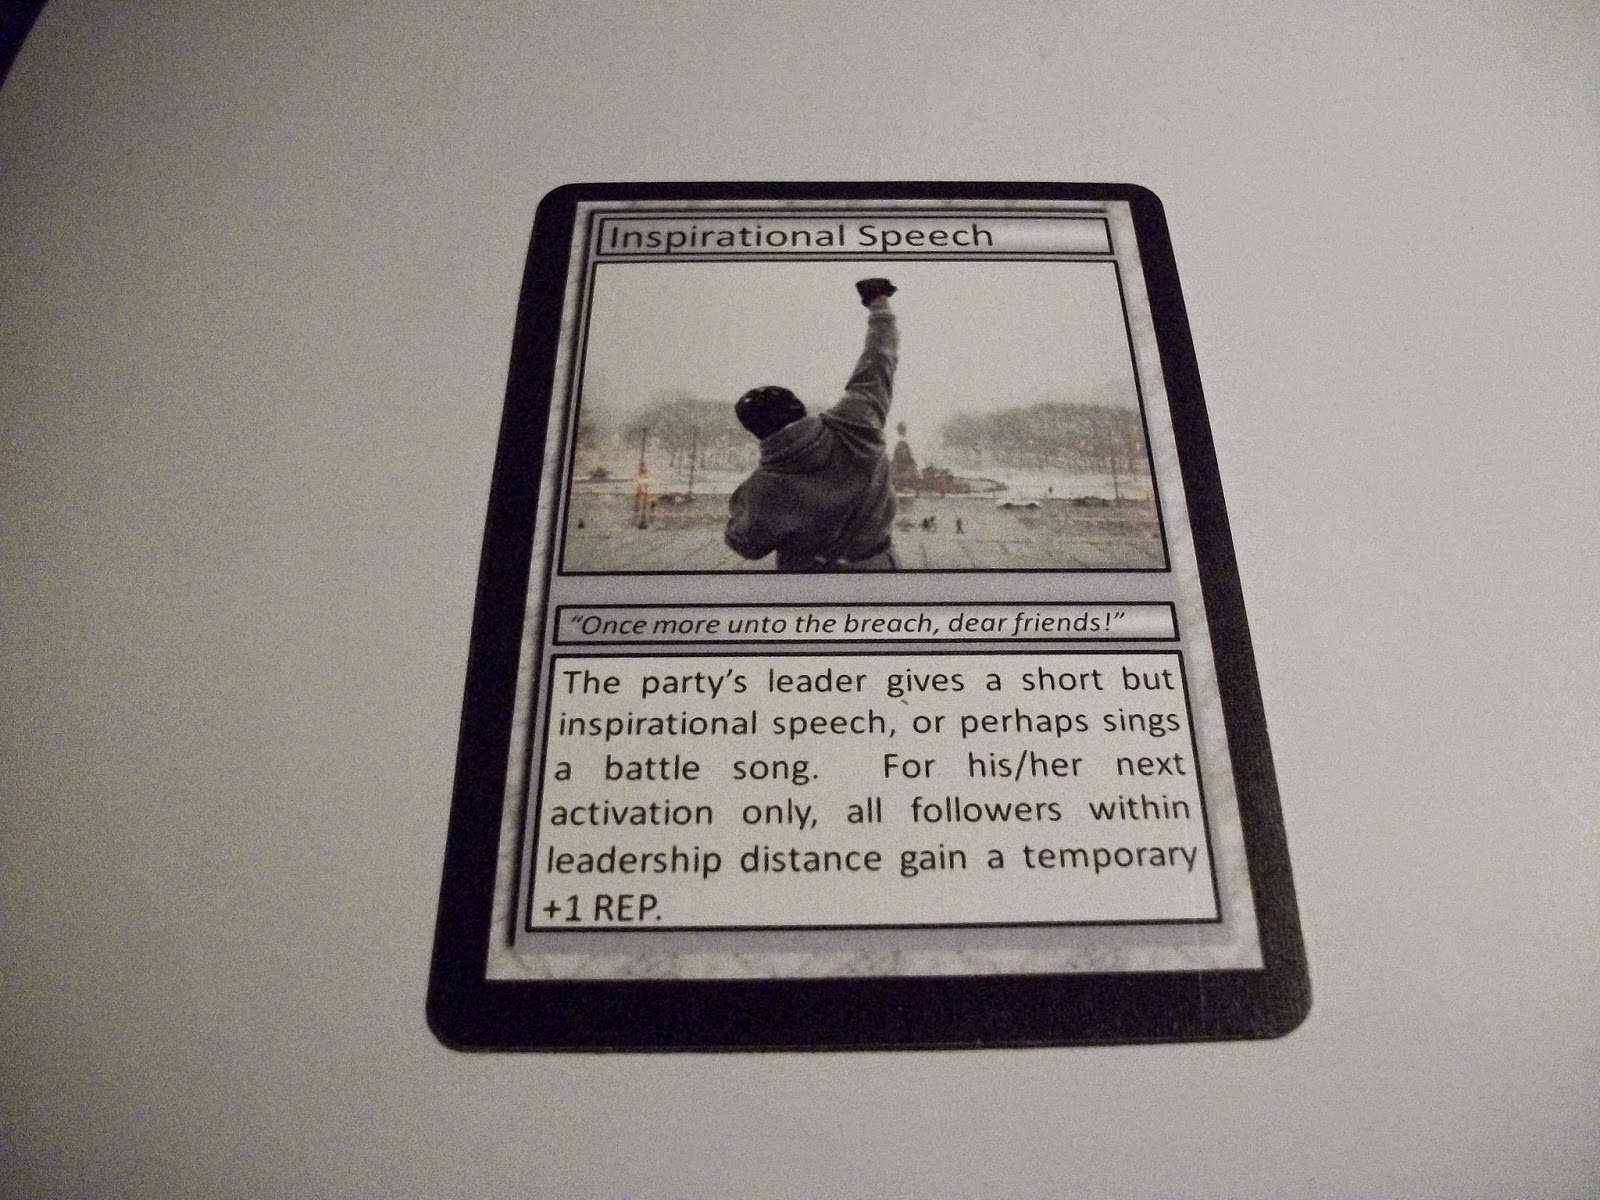 Inspirational Speech
“Once more unto the breach, dear friends!”
The party’s leader gives a short but
inspirational speech, or perhaps sings
a battle song. For his/her next
activation only, all followers within
leadership distance gain a temporary
+1 REP.